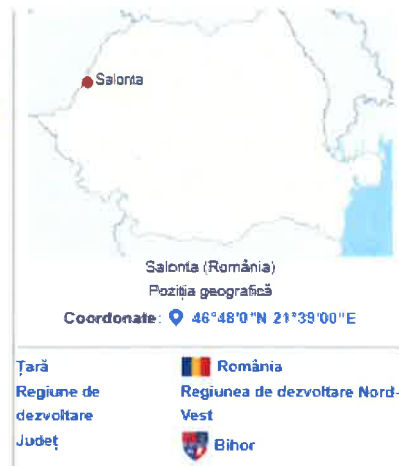 Salonta
Salonta (România)
Poziția geografică
Coordonate: 46°48′0″N 21°39′00″E
Țară România
Regiune de dezvoltare Regiunea de dezvoltare Nord-Vest
Județ Bihor